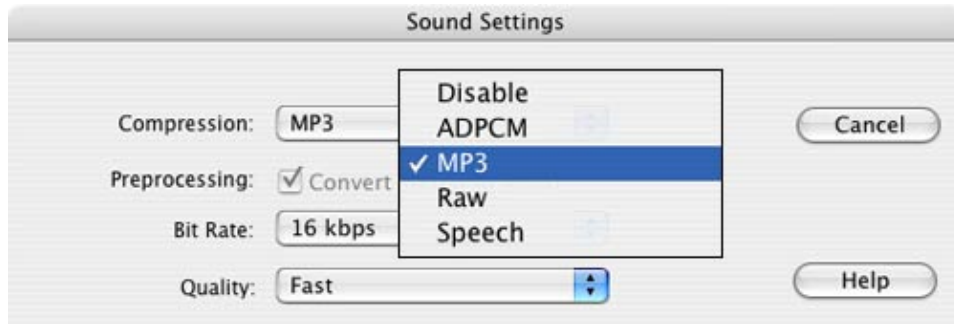 Sound Settings
Compression: MP3
Disable
ADPCM
✓ MP3
Raw
Speech
Cancel
Preprocessing: Convert
Bit Rate: 16 kbps
Quality: Fast
Help